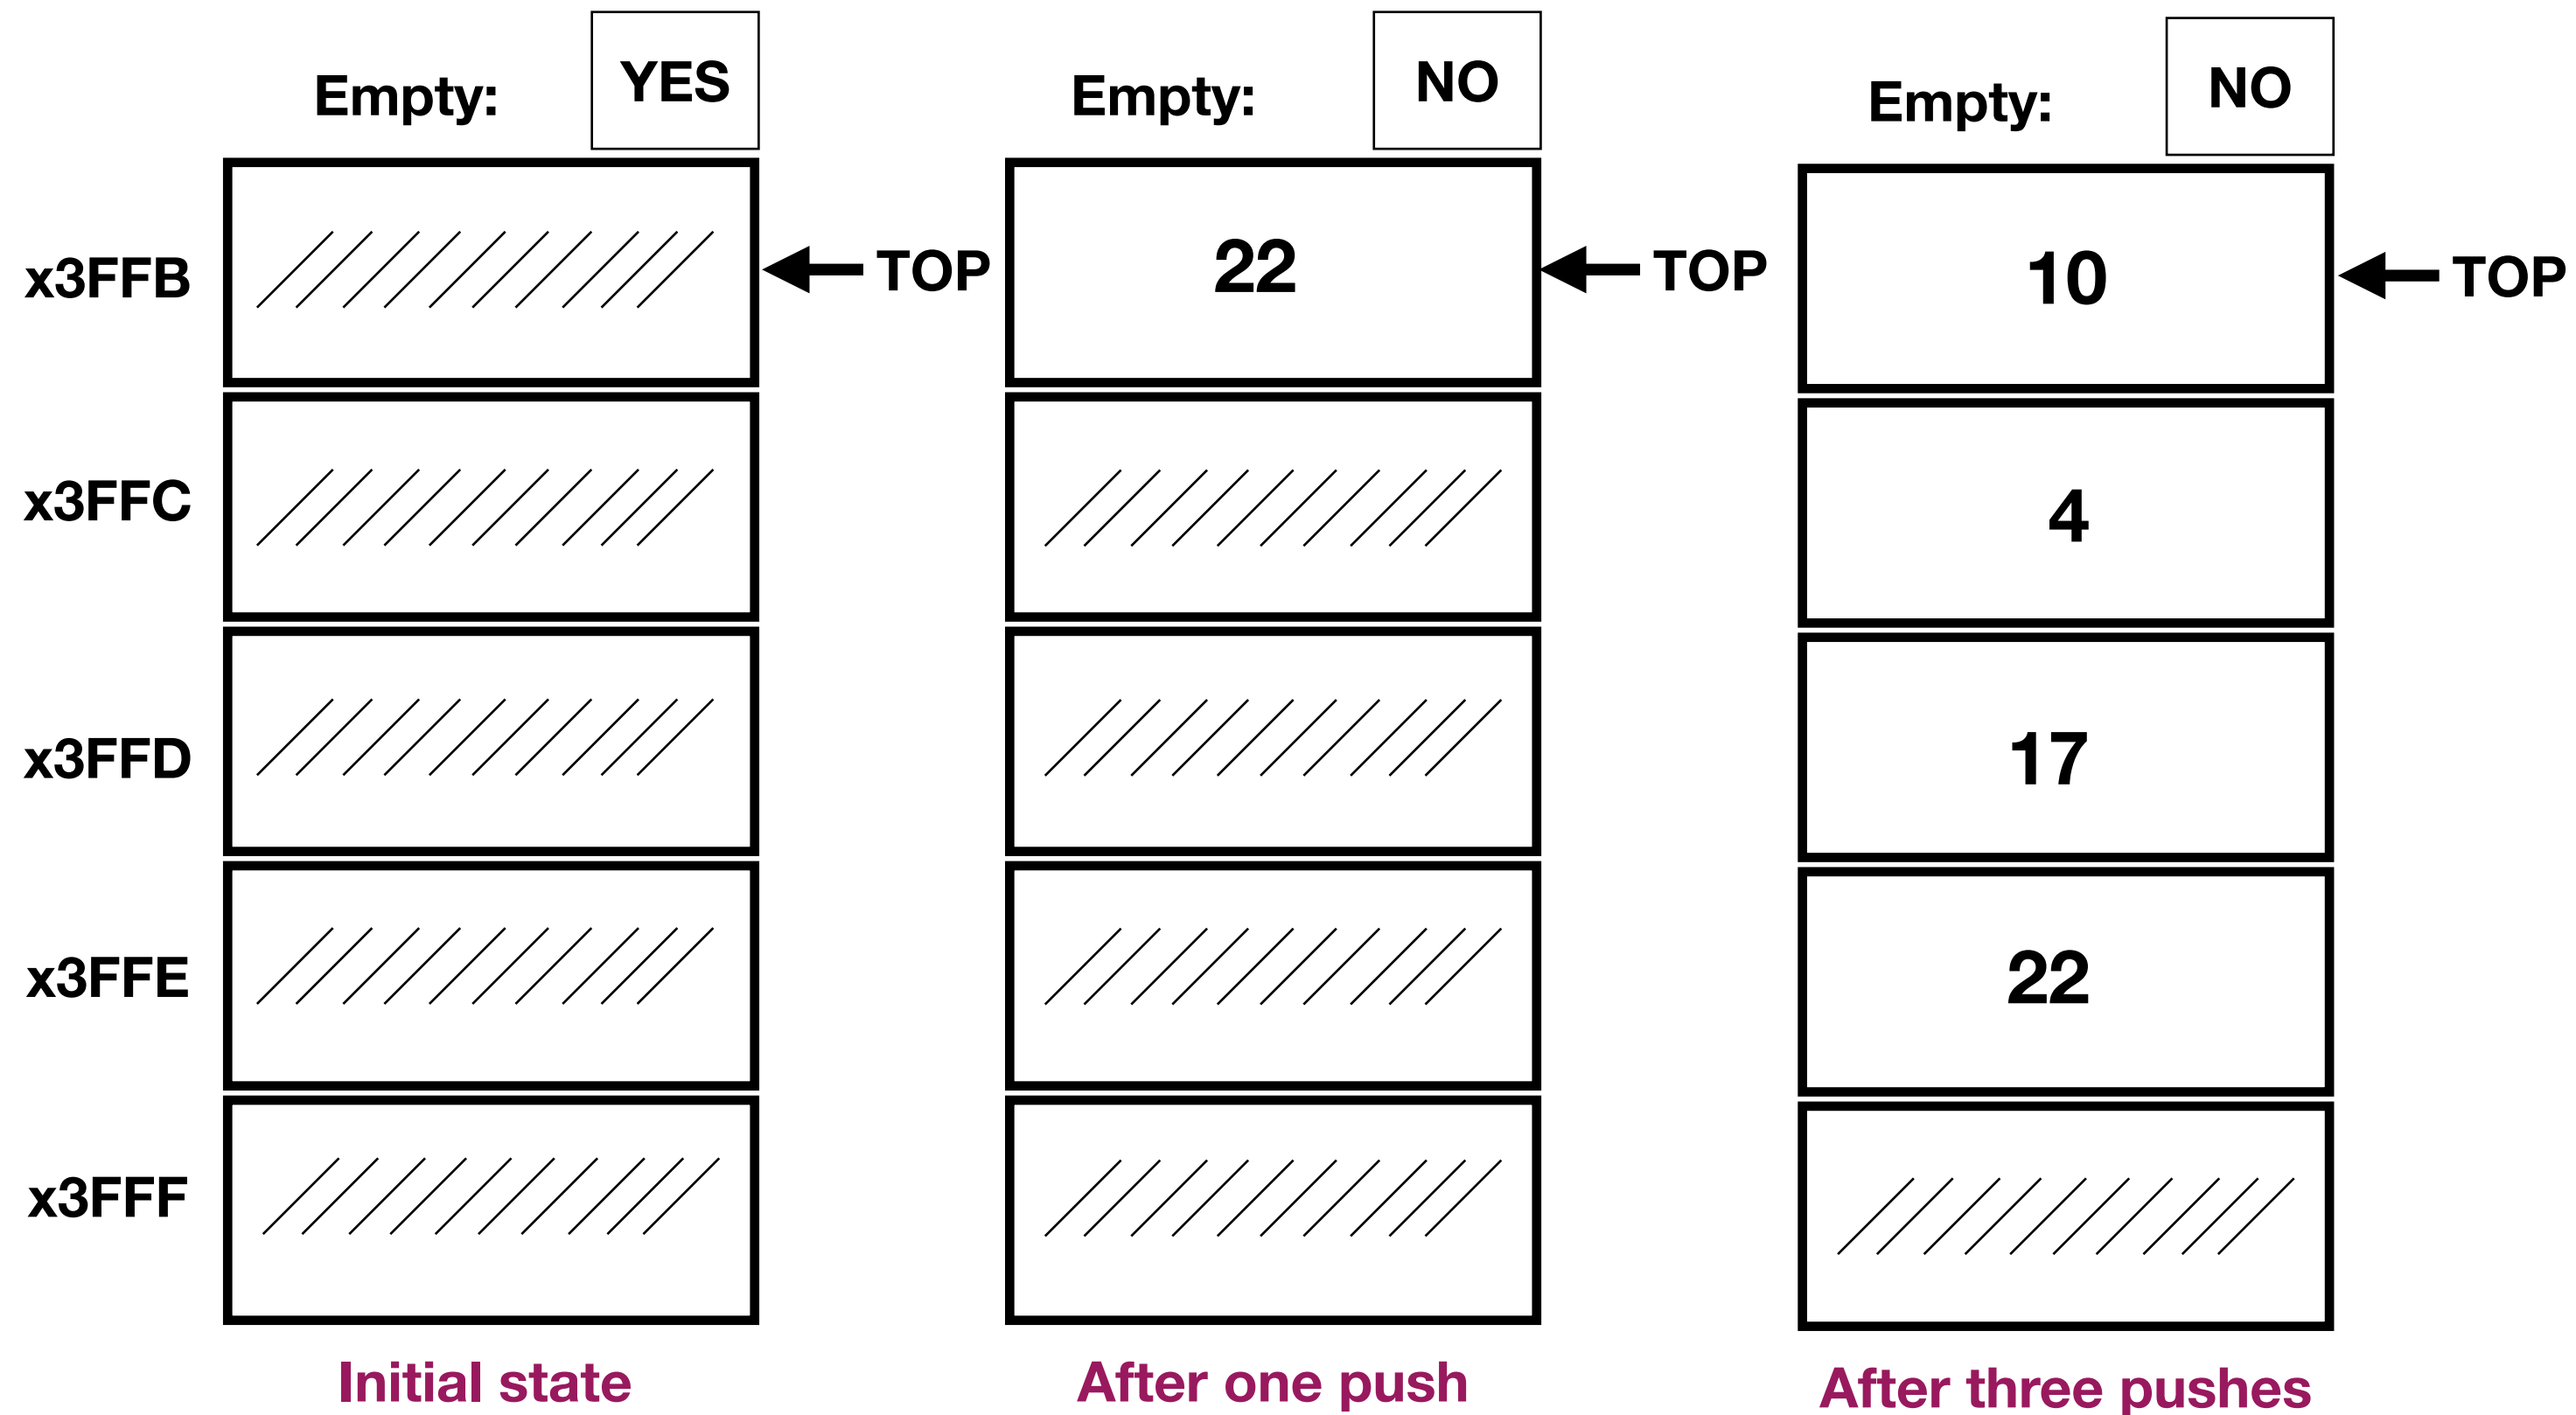 Empty: YES
Empty: NO
Empty: NO
x3FFB TOP 22 TOP 10 TOP
x3FFC 4
x3FFD 17
x3FFE 22
x3FFF
Initial state After one push After three pushes